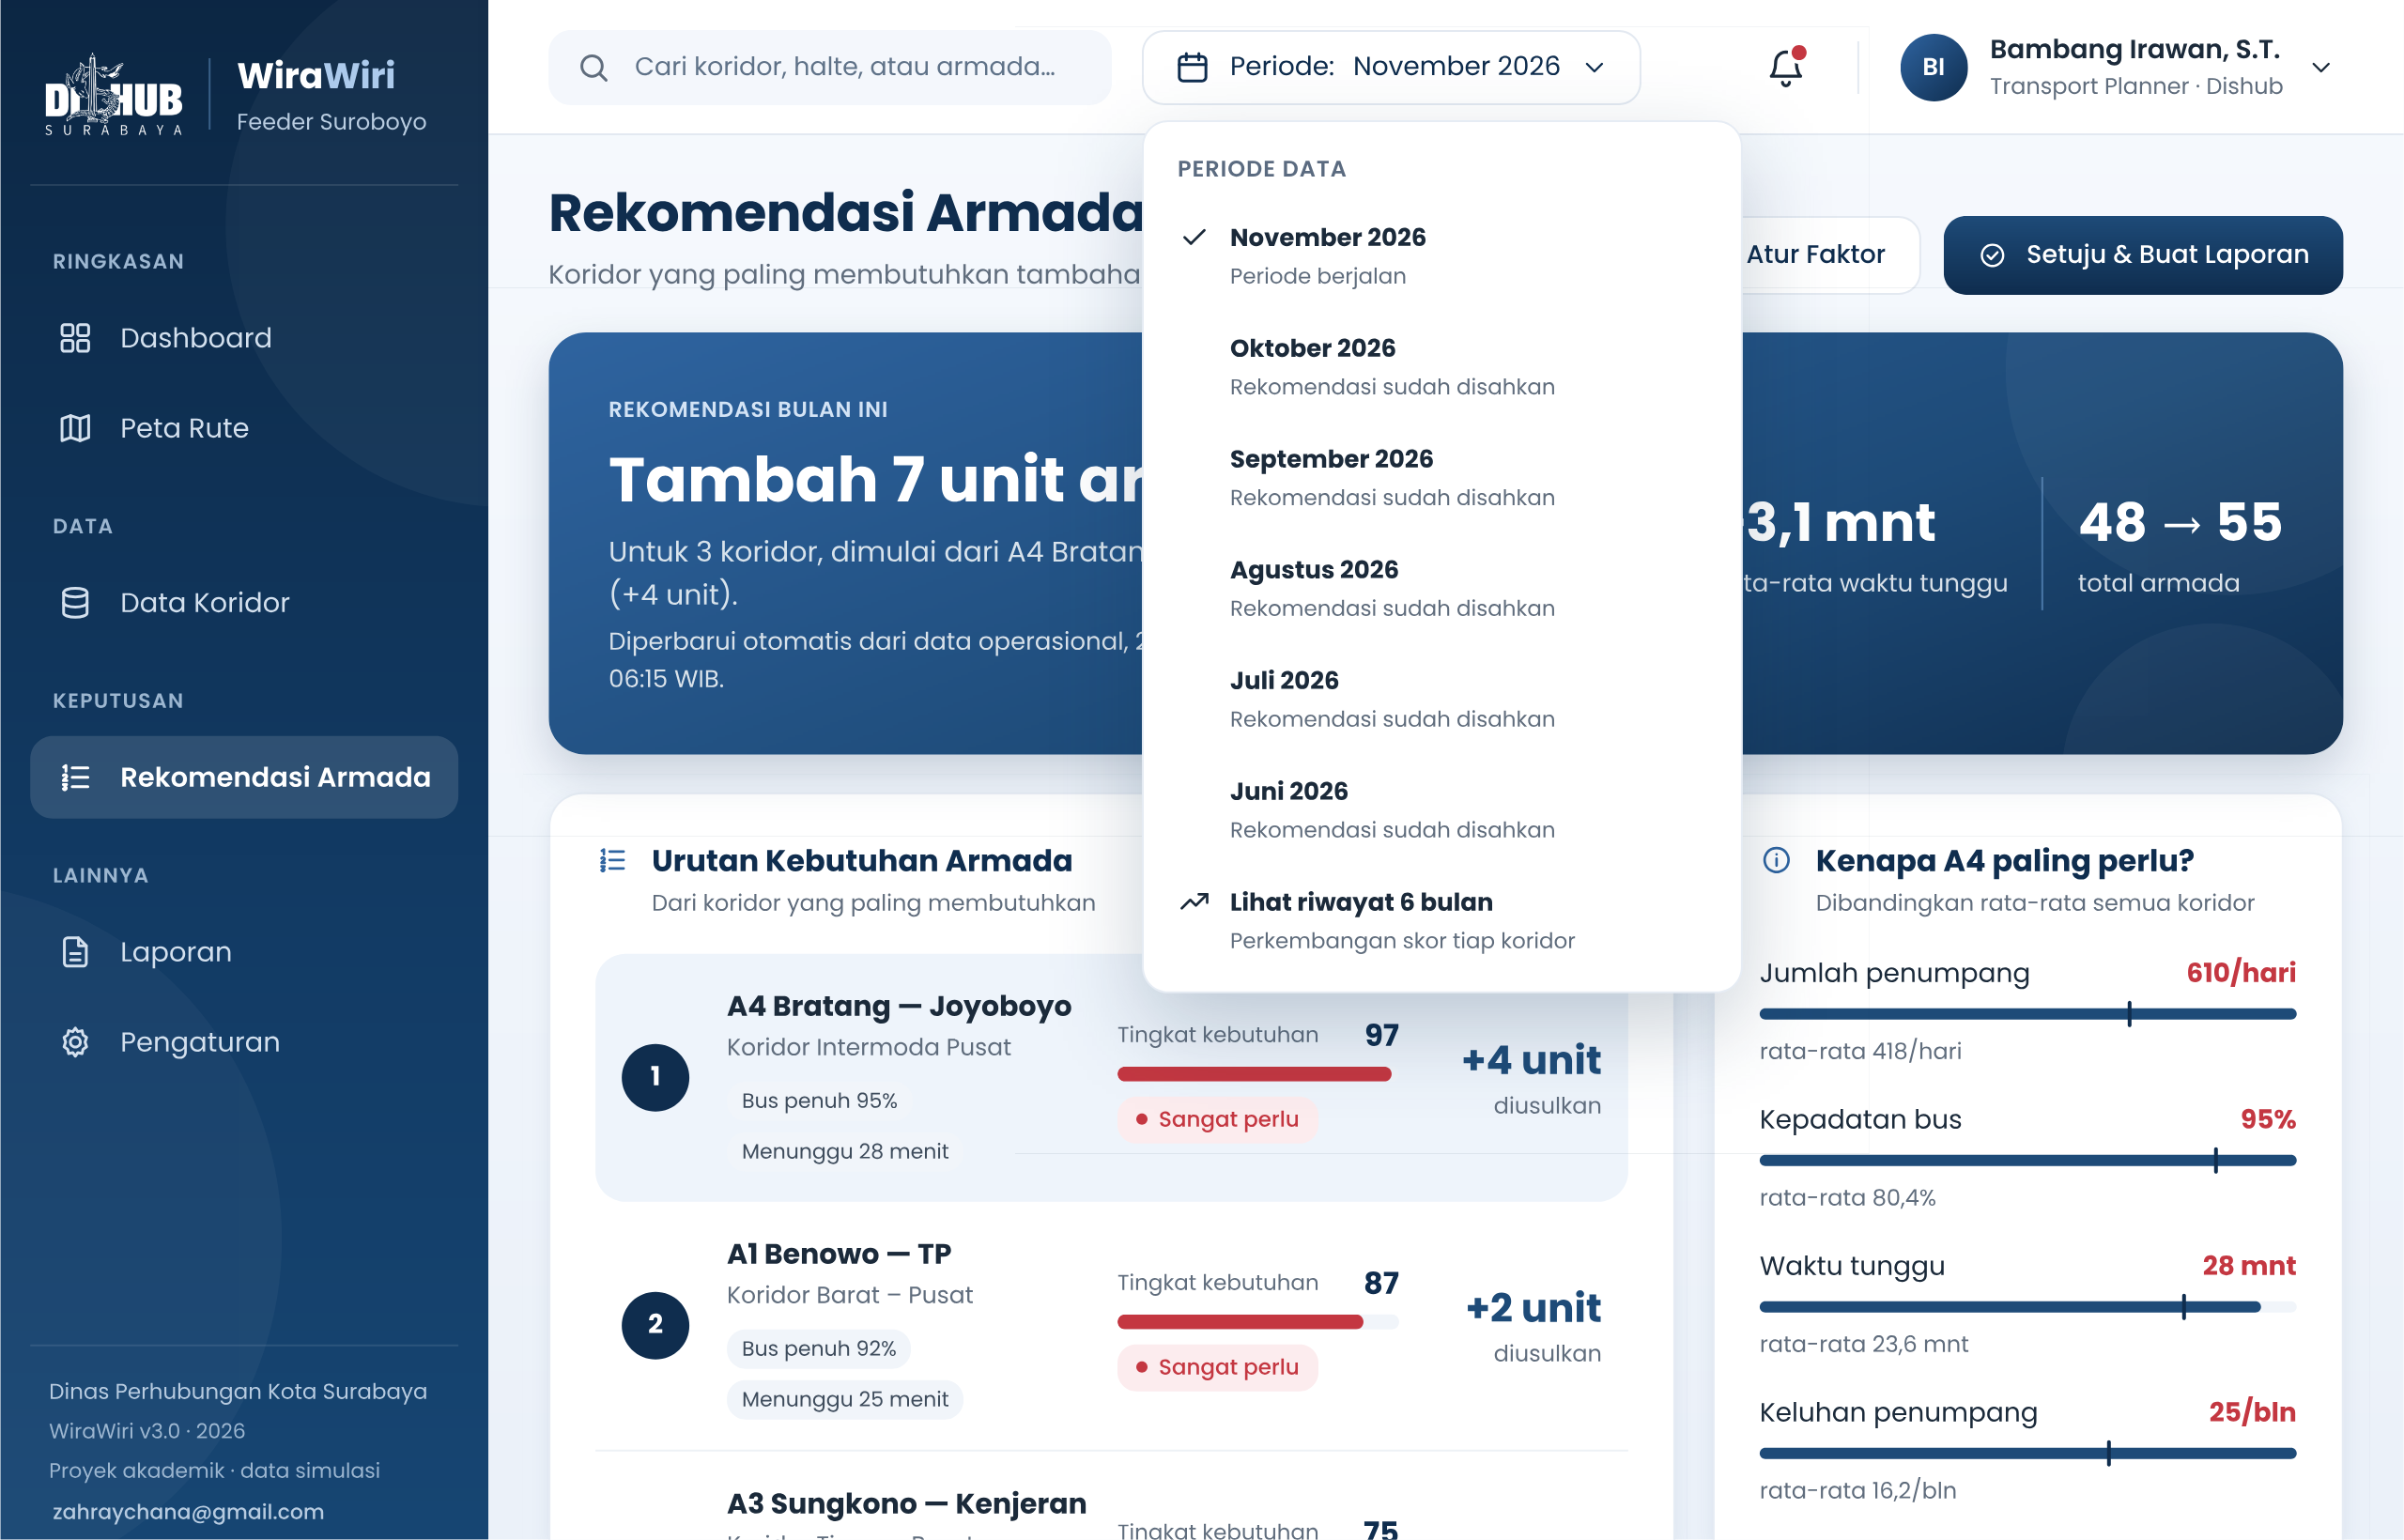 DISHUB
SURABAYA
WiraWiri
Feeder Suroboyo
RINGKASAN
Dashboard
Peta Rute
DATA
Data Koridor
KEPUTUSAN
Rekomendasi Armada
LAINNYA
Laporan
Pengaturan
Dinas Perhubungan Kota Surabaya
WiraWiri v3.0 · 2026
Proyek akademik · data simulasi
zahraychana@gmail.com
Cari koridor, halte, atau armada...
Periode: November 2026
BI
Bambang Irawan, S.T.
Transport Planner · Dishub
Rekomendasi Armada
Koridor yang paling membutuhkan
Atur Faktor
Setuju & Buat Laporan
PERIODE DATA
November 2026
Periode berjalan
Oktober 2026
Rekomendasi sudah disahkan
September 2026
Rekomendasi sudah disahkan
Agustus 2026
Rekomendasi sudah disahkan
Juli 2026
Rekomendasi sudah disahkan
Juni 2026
Rekomendasi sudah disahkan
Lihat riwayat 6 bulan
Perkembangan skor tiap koridor
REKOMENDASI BULAN INI
Tambah 7 unit
Untuk 3 koridor, dimulai dari A4
(+4 unit).
Diperbarui otomatis dari data operasional,
06:15 WIB.
3,1 mnt
waktu tunggu
48 → 55
total armada
Urutan Kebutuhan Armada
Dari koridor yang paling membutuhkan
1
A4 Bratang — Joyoboyo
Koridor Intermoda Pusat
Bus penuh 95%
Menunggu 28 menit
Tingkat kebutuhan 97
Sangat perlu
+4 unit
diusulkan
2
A1 Benowo — TP
Koridor Barat – Pusat
Bus penuh 92%
Menunggu 25 menit
Tingkat kebutuhan 87
Sangat perlu
+2 unit
diusulkan
A3 Sungkono — Kenjeran
Tingkat kebutuhan 75
Kenapa A4 paling perlu?
Dibandingkan rata-rata semua koridor
Jumlah penumpang 610/hari
rata-rata 418/hari
Kepadatan bus 95%
rata-rata 80,4%
Waktu tunggu 28 mnt
rata-rata 23,6 mnt
Keluhan penumpang 25/bln
rata-rata 16,2/bln